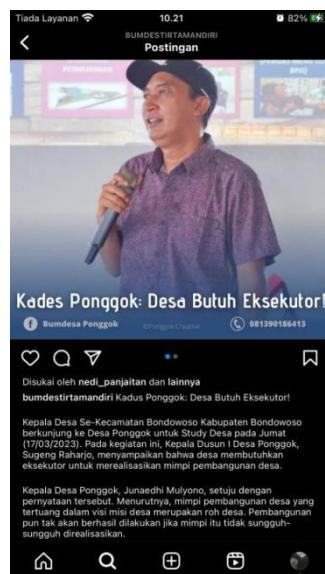 Tiada Layanan
10.21
82%
BUMDESTIRTAMANDIRI
Postingan
Kades Ponggok: Desa Butuh Eksekutor!
Bumdesa Ponggok
©Ponggok Creative
081390186413
Disukai oleh nedi_panjaitan dan lainnya
bumdestirtamandiri Kadus Ponggok: Desa Butuh Eksekutor!
Kepala Desa Se-Kecamatan Bondowoso Kabupaten Bondowoso
berkunjung ke Desa Ponggok untuk Study Desa pada Jumat
(17/03/2023). Pada kegiatan ini, Kepala Dusun I Desa Ponggok,
Sugeng Raharjo, menyampaikan bahwa desa membutuhkan
eksekutor untuk merealisasikan mimpi pembangunan desa.
Kepala Desa Ponggok, Junaedhi Mulyono, setuju dengan
pernyataan tersebut. Menurutnya, mimpi pembangunan desa yang
tertuang dalam visi misi desa merupakan roh desa. Pembangunan
pun tak akan berhasil dilakukan jika mimpi itu tidak sungguh-
sungguh direalisasikan.